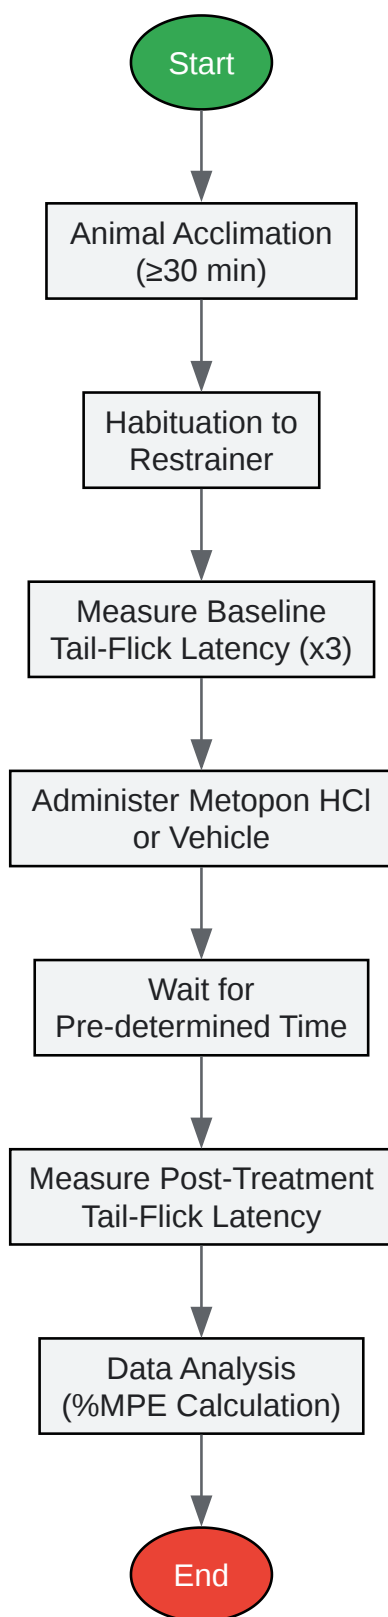 Start
Animal Acclimation
(≥30 min)
Habituation to
Restrainer
Measure Baseline
Tail-Flick Latency (x3)
Administer Metopon HCl
or Vehicle
Wait for
Pre-determined Time
Measure Post-Treatment
Tail-Flick Latency
Data Analysis
(%MPE Calculation)
End